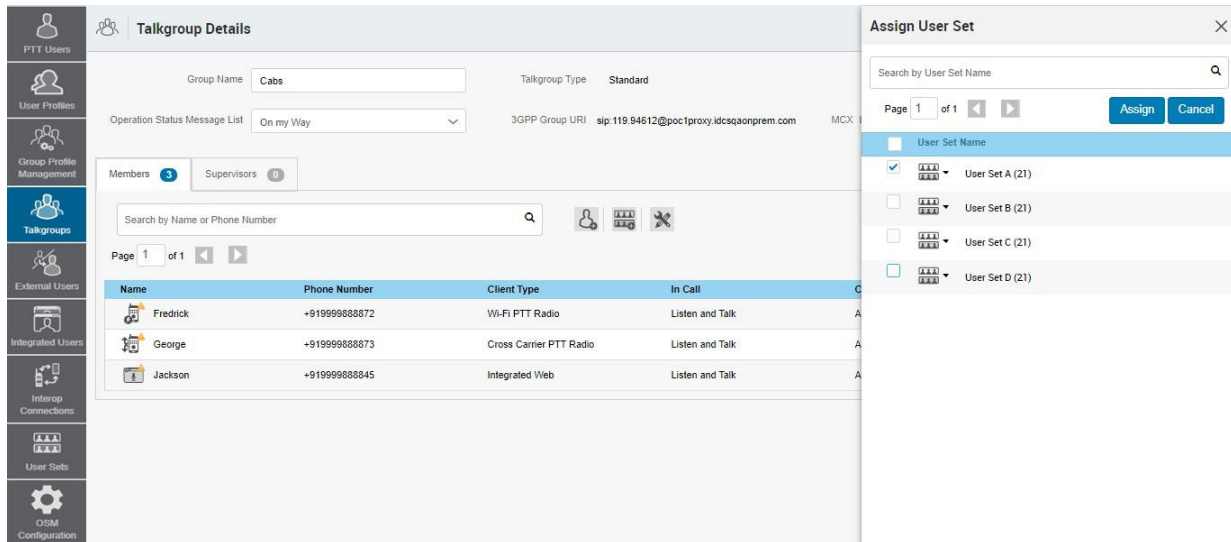 PTT Users
User Profiles
Group Profile
Management
Talkgroups
External Users
Integrated Users
Interop
Connections
User Sets
OSM
Configuration
Talkgroup Details
Group Name Cabs Talkgroup Type Standard
Operation Status Message List On my Way 3GPP Group URI sip:119.94612@poc1proxy.idcsqaonprem.com MCX
Members 3 Supervisors 0
Search by Name or Phone Number
Page 1 of 1
Name Phone Number Client Type In Call C
Fredrick +919999888872 Wi-Fi PTT Radio Listen and Talk A
George +919999888873 Cross Carrier PTT Radio Listen and Talk A
Jackson +919999888845 Integrated Web Listen and Talk A
Assign User Set
Search by User Set Name
Page 1 of 1 Assign Cancel
User Set Name
User Set A (21)
User Set B (21)
User Set C (21)
User Set D (21)